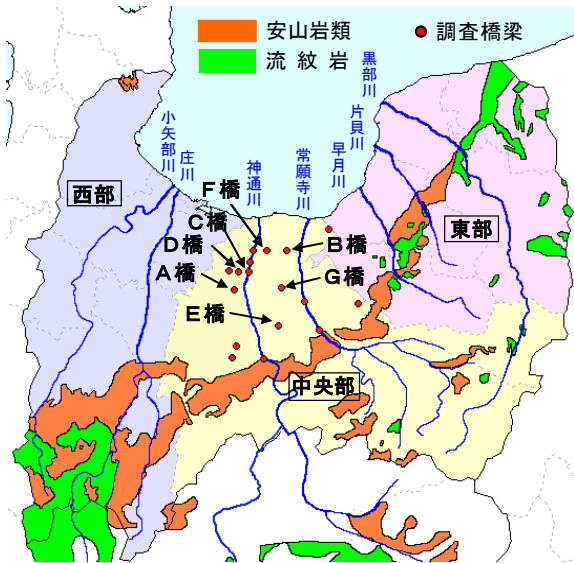 安山岩類
調査橋梁
流紋岩
黒部川
片貝川
早月川
常願寺川
神通川
庄川
小矢部川
西部
東部
中央部
F橋
C橋
D橋
A橋
B橋
G橋
E橋